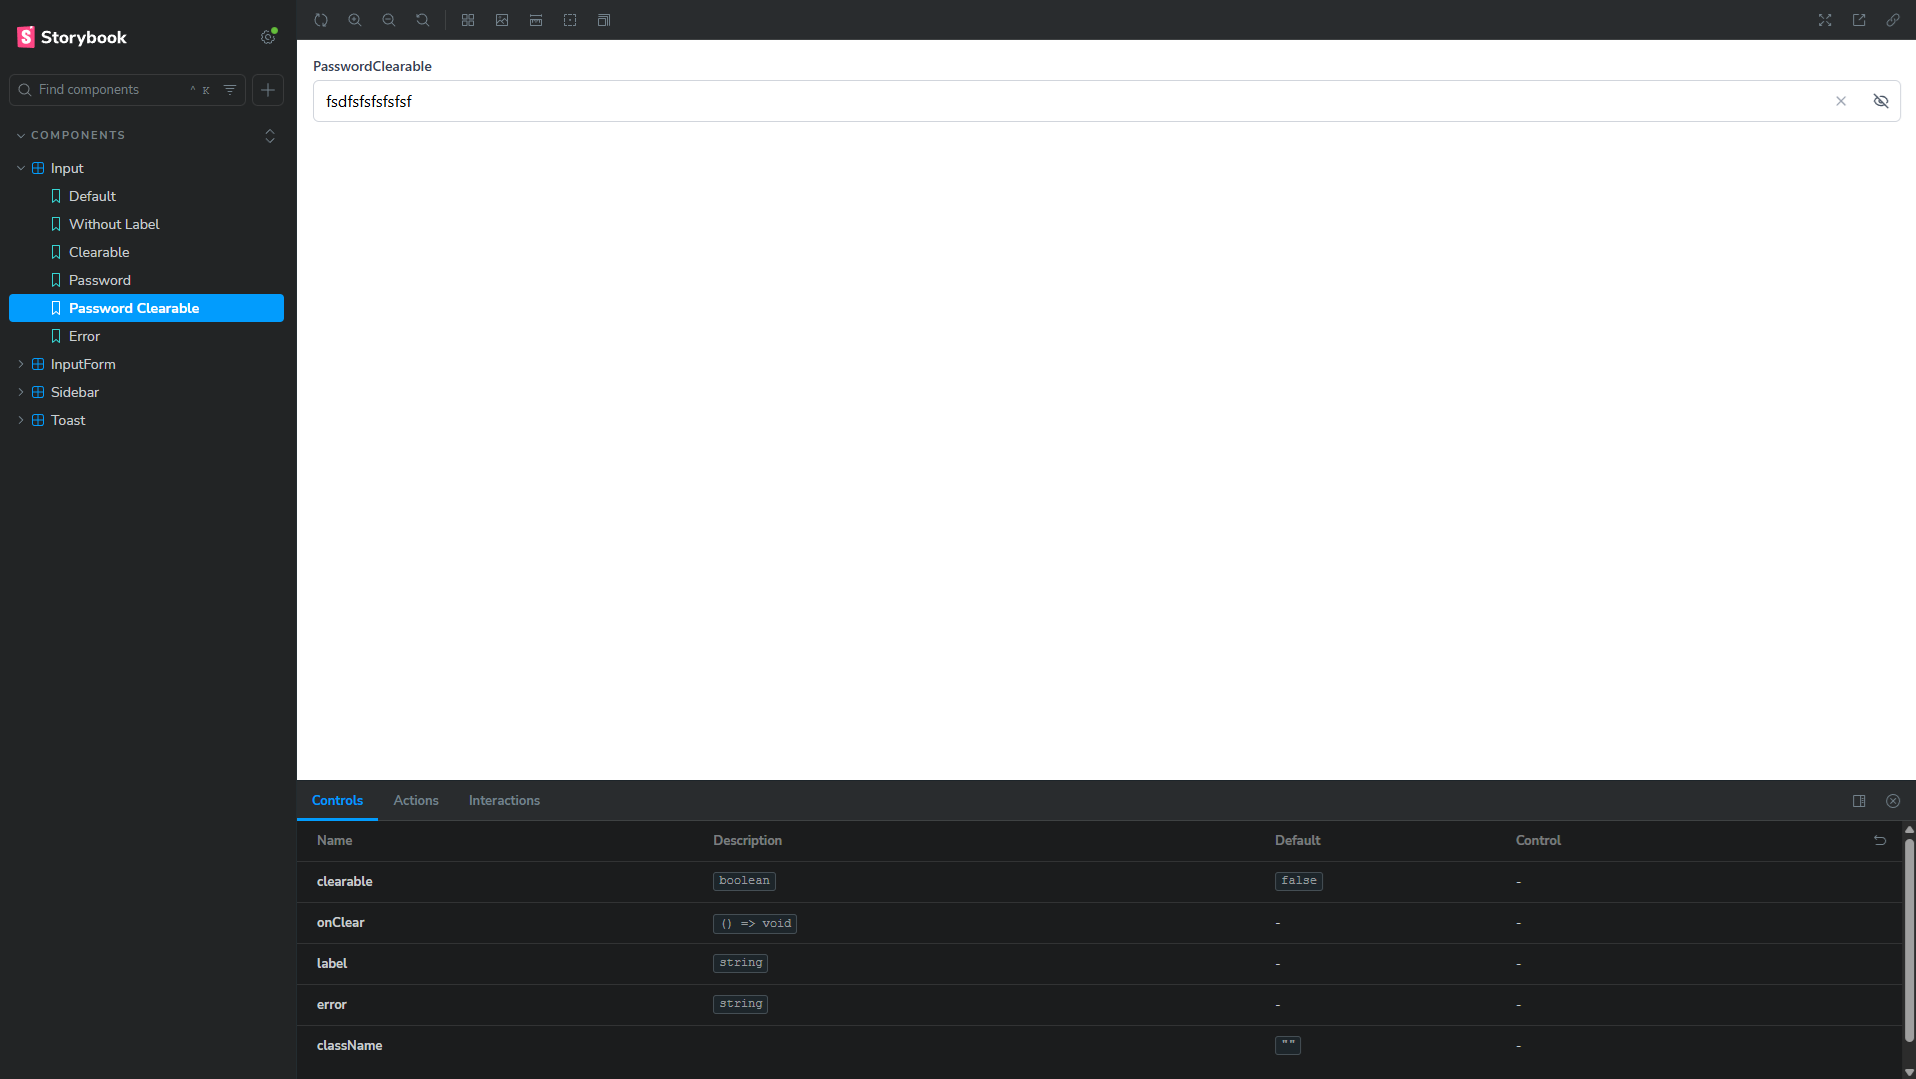 Storybook
Find components
^ K
COMPONENTS
Input
Default
Without Label
Clearable
Password
Password Clearable
Error
InputForm
Sidebar
Toast
PasswordClearable
fsdfsfsfsfsfsf
Controls Actions Interactions
Name Description Default Control
clearable boolean false -
onClear () => void - -
label string - -
error string - -
className "" -